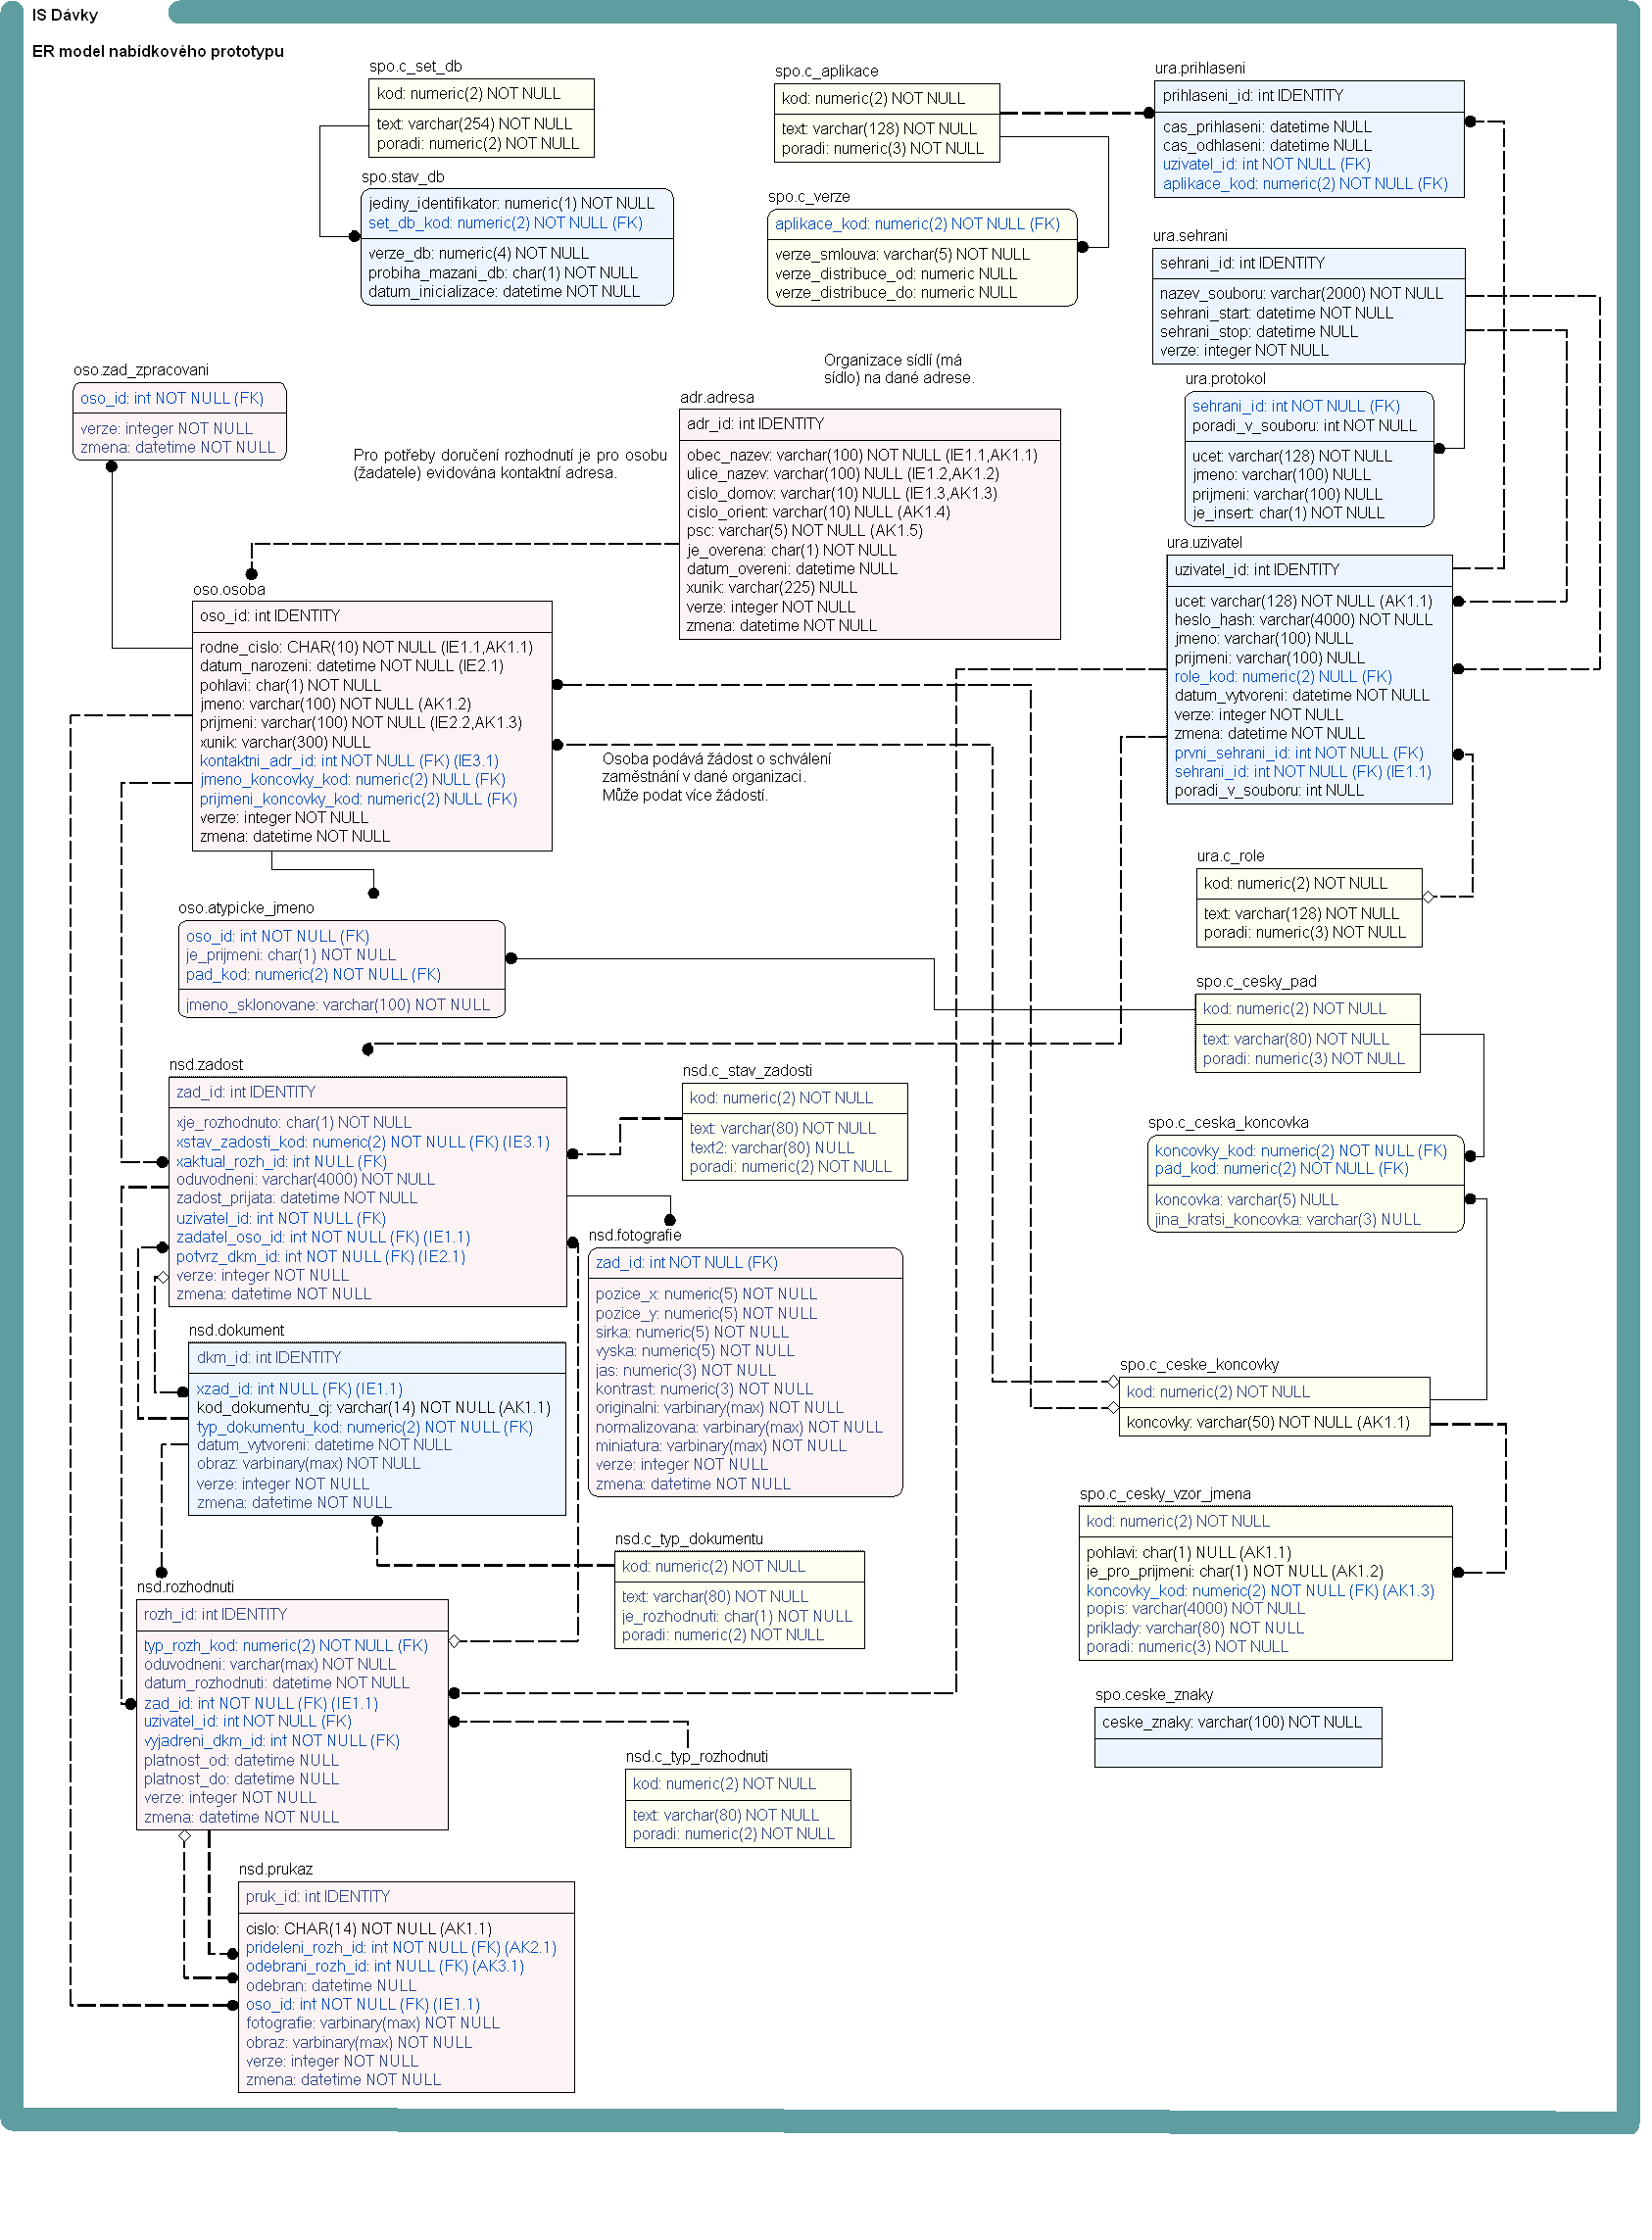 IS Dávky
ER model nabídkového prototypu
spo.c_set_db
kod: numeric(2) NOT NULL
text: varchar(254) NOT NULL
poradi: numeric(2) NOT NULL
spo.stav_db
jediny_identifikator: numeric(1) NOT NULL
set_db_kod: numeric(2) NOT NULL (FK)
verze_db: numeric(4) NOT NULL
probiha_mazani_db: char(1) NOT NULL
datum_inicializace: datetime NOT NULL
spo.c_aplikace
kod: numeric(2) NOT NULL
text: varchar(128) NOT NULL
poradi: numeric(3) NOT NULL
spo.c_verze
aplikace_kod: numeric(2) NOT NULL (FK)
verze_smlouva: varchar(5) NOT NULL
verze_distribuce_od: numeric NULL
verze_distribuce_do: numeric NULL
ura.prihlaseni
prihlaseni_id: int IDENTITY
cas_prihlaseni: datetime NULL
cas_odhlaseni: datetime NULL
uzivatel_id: int NOT NULL (FK)
aplikace_kod: numeric(2) NOT NULL (FK)
ura.sehrani
sehrani_id: int IDENTITY
nazev_souboru: varchar(2000) NOT NULL
sehrani_start: datetime NOT NULL
sehrani_stop: datetime NULL
verze: integer NOT NULL
ura.protokol
sehrani_id: int NOT NULL (FK)
poradi_v_souboru: int NOT NULL
ucet: varchar(128) NOT NULL
jmeno: varchar(100) NULL
prijmeni: varchar(100) NULL
je_insert: char(1) NOT NULL
oso.zad_zpracovani
oso_id: int NOT NULL (FK)
verze: integer NOT NULL
zmena: datetime NOT NULL
Organizace sídlí (má
sídlo) na dané adrese.
Pro potřeby doručení rozhodnutí je pro osobu
(žadatele) evidována kontaktní adresa.
adr.adresa
adr_id: int IDENTITY
obec_nazev: varchar(100) NOT NULL (IE1.1,AK1.1)
ulice_nazev: varchar(100) NULL (IE1.2,AK1.2)
cislo_domov: varchar(10) NULL (IE1.3,AK1.3)
cislo_orient: varchar(10) NULL (AK1.4)
psc: varchar(5) NOT NULL (AK1.5)
je_overena: char(1) NOT NULL
datum_overeni: datetime NULL
xunik: varchar(225) NULL
verze: integer NOT NULL
zmena: datetime NOT NULL
ura.uzivatel
uzivatel_id: int IDENTITY
ucet: varchar(128) NOT NULL (AK1.1)
heslo_hash: varchar(4000) NOT NULL
jmeno: varchar(100) NULL
prijmeni: varchar(100) NULL
role_kod: numeric(2) NULL (FK)
datum_vytvoreni: datetime NOT NULL
verze: integer NOT NULL
zmena: datetime NOT NULL
prvni_sehrani_id: int NOT NULL (FK)
sehrani_id: int NOT NULL (FK) (IE1.1)
poradi_v_souboru: int NULL
oso.osoba
oso_id: int IDENTITY
rodne_cislo: CHAR(10) NOT NULL (IE1.1,AK1.1)
datum_narozeni: datetime NOT NULL (IE2.1)
pohlavi: char(1) NOT NULL
jmeno: varchar(100) NOT NULL (AK1.2)
prijmeni: varchar(100) NOT NULL (IE2.2,AK1.3)
xunik: varchar(300) NULL
kontaktni_adr_id: int NOT NULL (FK) (IE3.1)
jmeno_koncovky_kod: numeric(2) NULL (FK)
prijmeni_koncovky_kod: numeric(2) NULL (FK)
verze: integer NOT NULL
zmena: datetime NOT NULL
Osoba podává žádost o schválení
zaměstnání v dané organizaci.
Může podat více žádostí.
ura.c_role
kod: numeric(2) NOT NULL
text: varchar(128) NOT NULL
poradi: numeric(3) NOT NULL
oso.atypicke_jmeno
oso_id: int NOT NULL (FK)
je_prijmeni: char(1) NOT NULL
pad_kod: numeric(2) NOT NULL (FK)
jmeno_sklonovane: varchar(100) NOT NULL
spo.c_cesky_pad
kod: numeric(2) NOT NULL
text: varchar(80) NOT NULL
poradi: numeric(3) NOT NULL
nsd.zadost
zad_id: int IDENTITY
xje_rozhodnuto: char(1) NOT NULL
xstav_zadosti_kod: numeric(2) NOT NULL (FK) (IE3.1)
xaktual_rozh_id: int NULL (FK)
oduvodneni: varchar(4000) NOT NULL
zadost_prijata: datetime NOT NULL
uzivatel_id: int NOT NULL (FK)
zadatel_oso_id: int NOT NULL (FK) (IE1.1)
potvrz_dkm_id: int NOT NULL (FK) (IE2.1)
verze: integer NOT NULL
zmena: datetime NOT NULL
nsd.c_stav_zadosti
kod: numeric(2) NOT NULL
text: varchar(80) NOT NULL
text2: varchar(80) NULL
poradi: numeric(2) NOT NULL
spo.c_ceska_koncovka
koncovky_kod: numeric(2) NOT NULL (FK)
pad_kod: numeric(2) NOT NULL (FK)
koncovka: varchar(5) NULL
jina_kratsi_koncovka: varchar(3) NULL
nsd.fotografie
zad_id: int NOT NULL (FK)
pozice_x: numeric(5) NOT NULL
pozice_y: numeric(5) NOT NULL
sirka: numeric(5) NOT NULL
vyska: numeric(5) NOT NULL
jas: numeric(3) NOT NULL
kontrast: numeric(3) NOT NULL
originalni: varbinary(max) NOT NULL
normalizovana: varbinary(max) NOT NULL
miniatura: varbinary(max) NOT NULL
verze: integer NOT NULL
zmena: datetime NOT NULL
nsd.dokument
dkm_id: int IDENTITY
xzad_id: int NULL (FK) (IE1.1)
kod_dokumentu_cj: varchar(14) NOT NULL (AK1.1)
typ_dokumentu_kod: numeric(2) NOT NULL (FK)
datum_vytvoreni: datetime NOT NULL
obraz: varbinary(max) NOT NULL
verze: integer NOT NULL
zmena: datetime NOT NULL
spo.c_ceske_koncovky
kod: numeric(2) NOT NULL
koncovky: varchar(50) NOT NULL (AK1.1)
spo.c_cesky_vzor_jmena
kod: numeric(2) NOT NULL
pohlavi: char(1) NULL (AK1.1)
je_pro_prijmeni: char(1) NOT NULL (AK1.2)
koncovky_kod: numeric(2) NOT NULL (FK) (AK1.3)
popis: varchar(4000) NOT NULL
priklady: varchar(80) NOT NULL
poradi: numeric(3) NOT NULL
nsd.c_typ_dokumentu
kod: numeric(2) NOT NULL
text: varchar(80) NOT NULL
je_rozhodnuti: char(1) NOT NULL
poradi: numeric(2) NOT NULL
nsd.rozhodnuti
rozh_id: int IDENTITY
typ_rozh_kod: numeric(2) NOT NULL (FK)
oduvodneni: varchar(max) NOT NULL
datum_rozhodnuti: datetime NOT NULL
zad_id: int NOT NULL (FK) (IE1.1)
uzivatel_id: int NOT NULL (FK)
vyjadreni_dkm_id: int NOT NULL (FK)
platnost_od: datetime NULL
platnost_do: datetime NULL
verze: integer NOT NULL
zmena: datetime NOT NULL
spo.ceske_znaky
ceske_znaky: varchar(100) NOT NULL
nsd.c_typ_rozhodnuti
kod: numeric(2) NOT NULL
text: varchar(80) NOT NULL
poradi: numeric(2) NOT NULL
nsd.prukaz
pruk_id: int IDENTITY
cislo: CHAR(14) NOT NULL (AK1.1)
prideleni_rozh_id: int NOT NULL (FK) (AK2.1)
odebrani_rozh_id: int NULL (FK) (AK3.1)
odebran: datetime NULL
oso_id: int NOT NULL (FK) (IE1.1)
fotografie: varbinary(max) NOT NULL
obraz: varbinary(max) NOT NULL
verze: integer NOT NULL
zmena: datetime NOT NULL